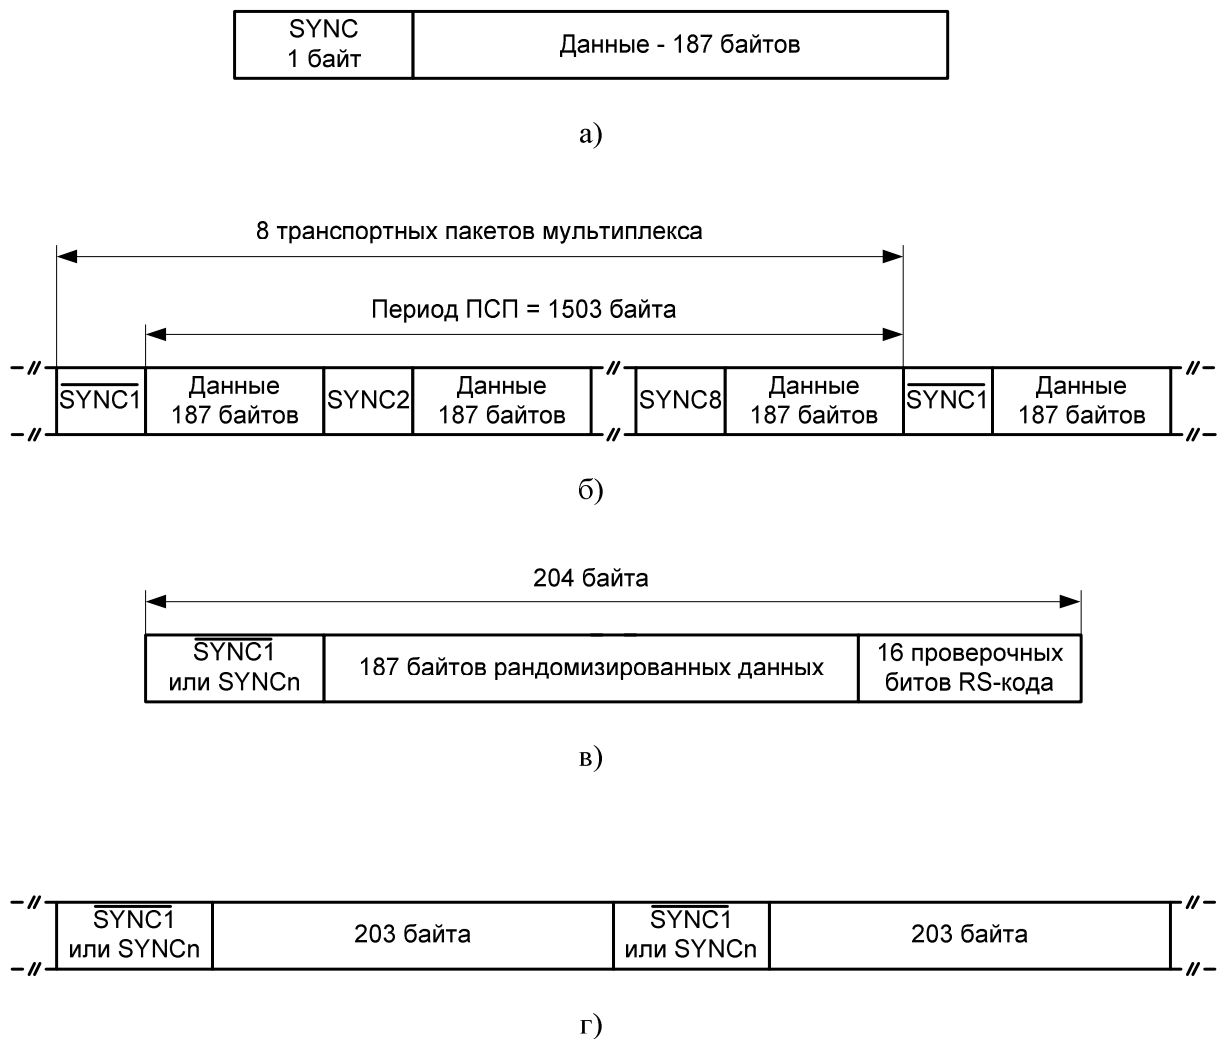 SYNC
1 байт
Данные - 187 байтов
а)
8 транспортных пакетов мультиплекса
Период ПСП = 1503 байта
SYNC1
Данные
187 байтов
SYNC2
Данные
187 байтов
SYNC8
Данные
187 байтов
SYNC1
Данные
187 байтов
б)
204 байта
SYNC1
или SYNCn
187 байтов рандомизированных данных
16 проверочных
битов RS-кода
в)
SYNC1
или SYNCn
203 байта
SYNC1
или SYNCn
203 байта
г)